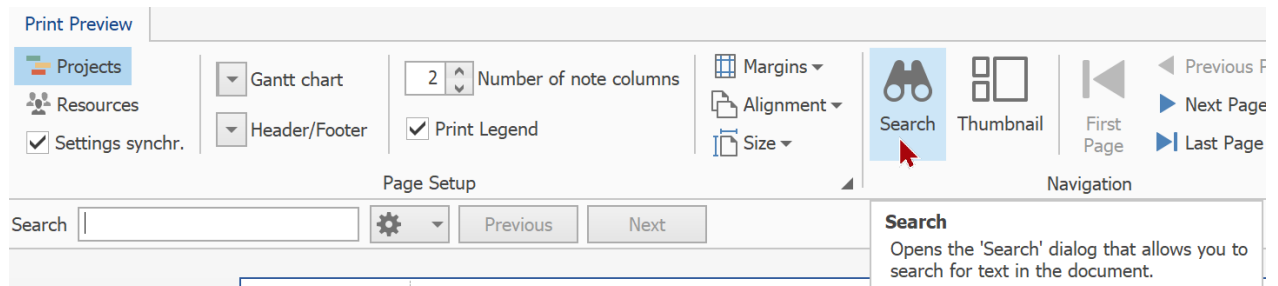 Print Preview
Projects
Resources
Settings synchr.
Gantt chart
Header/Footer
2 Number of note columns
Print Legend
Margins
Alignment
Size
Page Setup
Search
Thumbnail
First
Page
Previous P
Next Page
Last Page
Navigation
Search
Previous
Next
Search
Opens the 'Search' dialog that allows you to
search for text in the document.